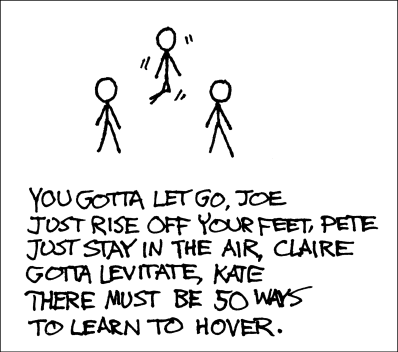 YOU GOTTA LET GO, JOE
JUST RISE OFF YOUR FEET, PETE
JUST STAY IN THE AIR, CLAIRE
GOTTA LEVITATE, KATE
THERE MUST BE 50 WAYS
TO LEARN TO HOVER.